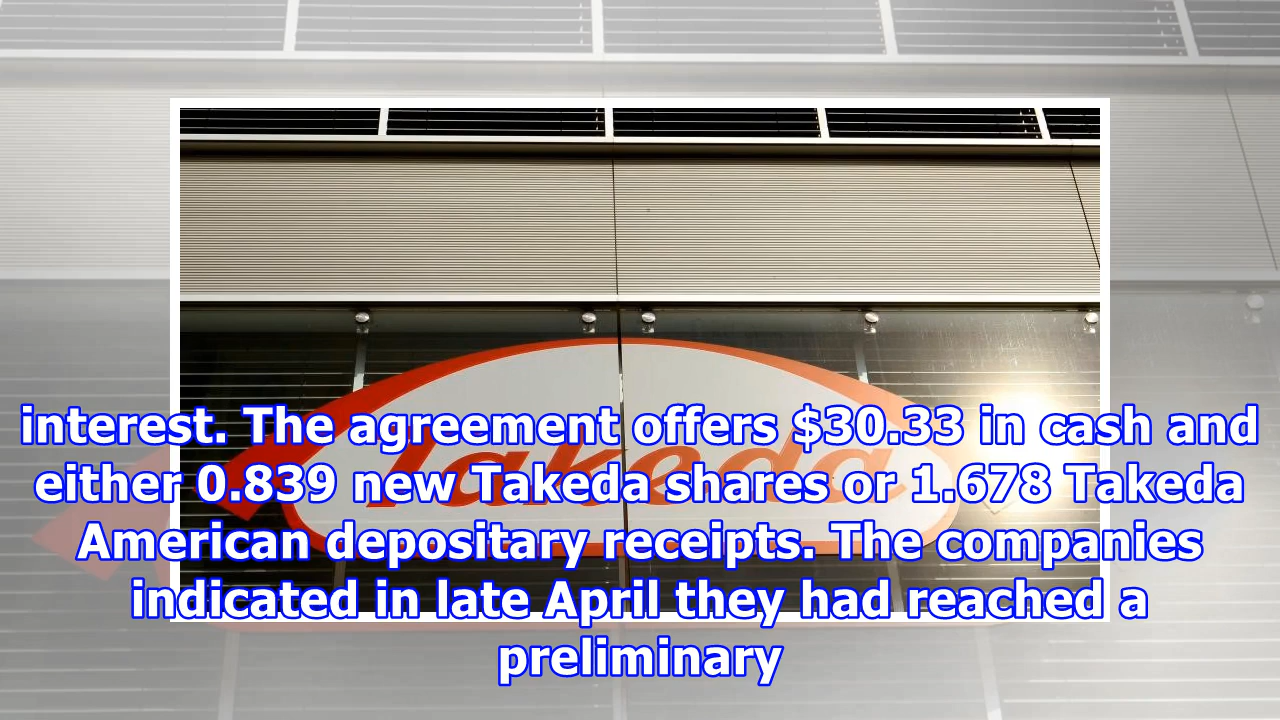 interest. The agreement offers $30.33 in cash and
either 0.839 new Takeda shares or 1.678 Takeda
American depositary receipts. The companies
indicated in late April they had reached a
preliminary
Takeda